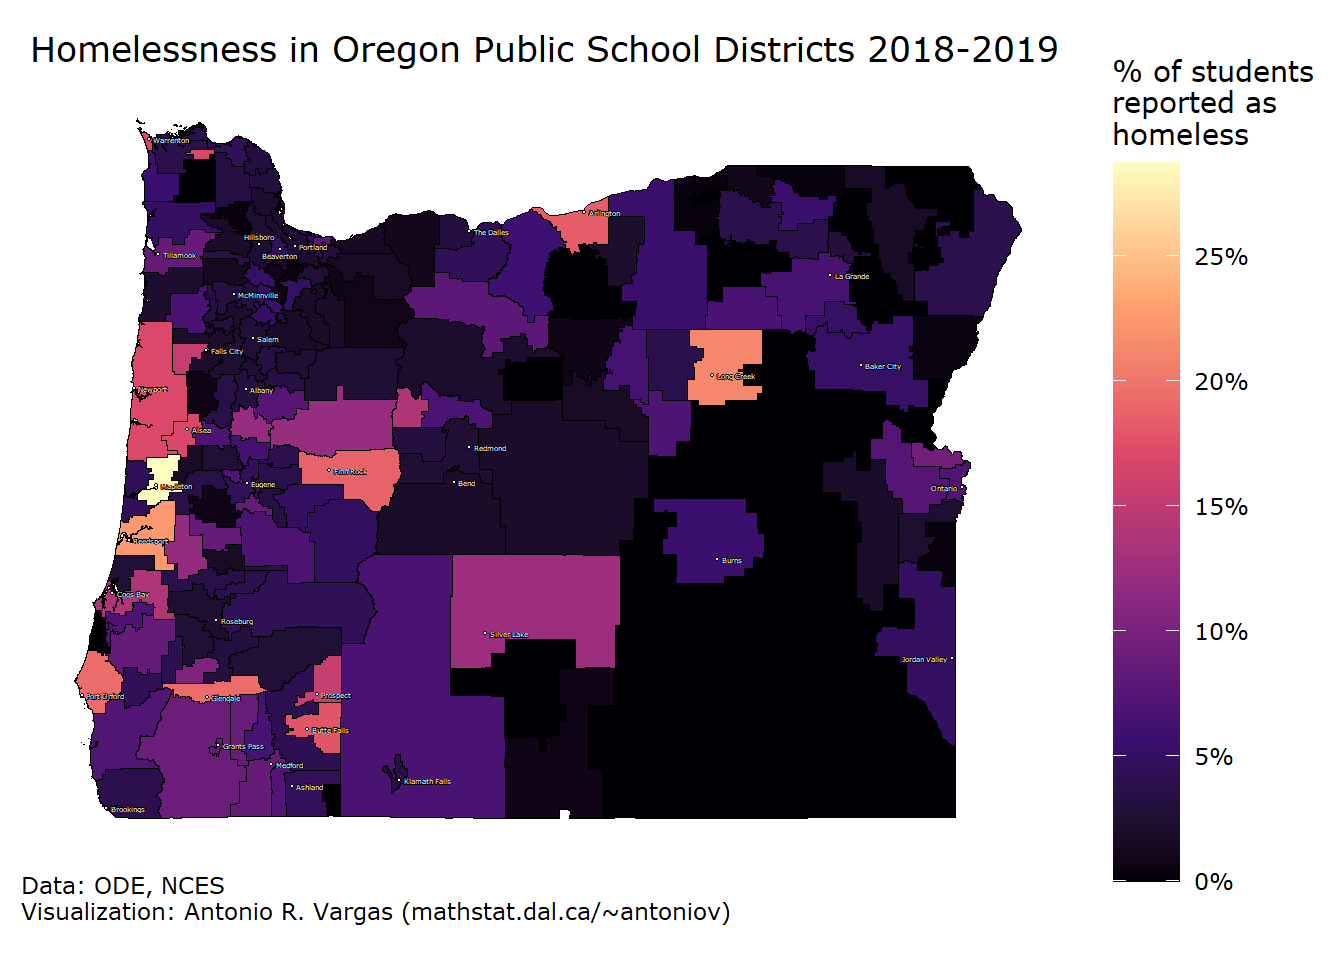 Homelessness in Oregon Public School Districts 2018-2019
% of students
reported as
homeless
25%
20%
15%
10%
5%
0%
Warrenton
Hillsboro
Portland
Beaverton
Tillamook
The Dalles
Arlington
La Grande
McMinnville
Salem
Falls City
Long Creek
Baker City
Newport
Albany
Alsea
Redmond
Finn Rock
Mapleton
Eugene
Bend
Ontario
Reedsport
Burns
Coos Bay
Roseburg
Silver Lake
Jordan Valley
Port Orford
Glendale
Prospect
Butte Falls
Grants Pass
Medford
Klamath Falls
Ashland
Brookings
Data: ODE, NCES
Visualization: Antonio R. Vargas (mathstat.dal.ca/~antoniov)